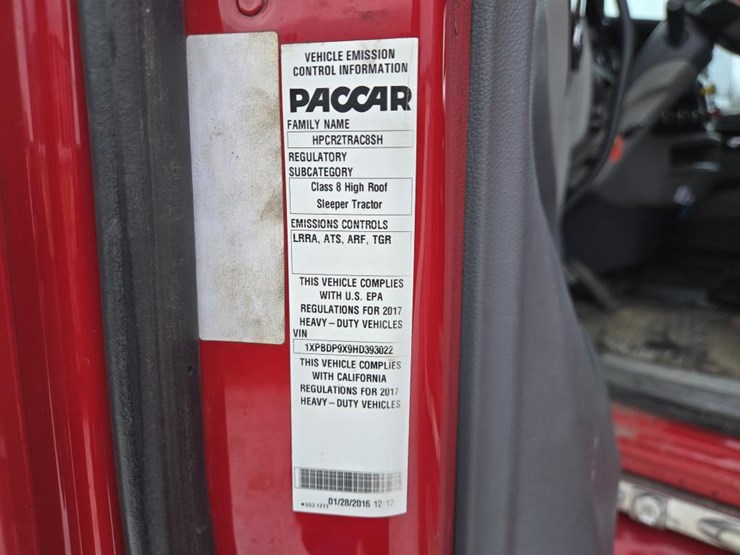 VEHICLE EMISSION
CONTROL INFORMATION
PACCAR
FAMILY NAME
HPCR2TRAC8SH
REGULATORY
SUBCATEGORY
Class 8 High Roof
Sleeper Tractor
EMISSIONS CONTROLS
LRRA, ATS, ARF, TGR
THIS VEHICLE COMPLIES
WITH U.S. EPA
REGULATIONS FOR 2017
HEAVY – DUTY VEHICLES
VIN
1XPBDP9X9HD393022
THIS VEHICLE COMPLIES
WITH CALIFORNIA
REGULATIONS FOR 2017
HEAVY – DUTY VEHICLES
01/28/2016 12:12